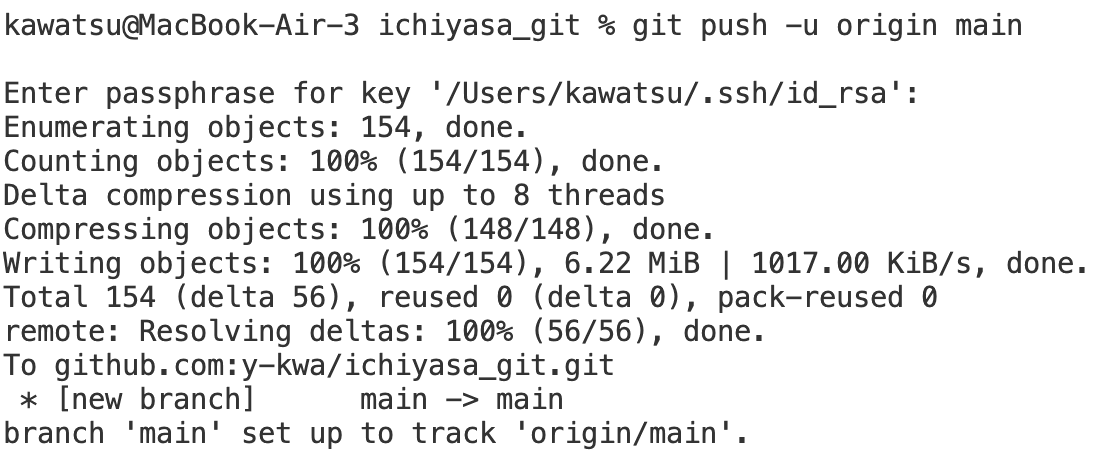 kawatsu@MacBook-Air-3 ichiyasa_git % git push -u origin main
Enter passphrase for key '/Users/kawatsu/.ssh/id_rsa':
Enumerating objects: 154, done.
Counting objects: 100% (154/154), done.
Delta compression using up to 8 threads
Compressing objects: 100% (148/148), done.
Writing objects: 100% (154/154), 6.22 MiB | 1017.00 KiB/s, done.
Total 154 (delta 56), reused 0 (delta 0), pack-reused 0
remote: Resolving deltas: 100% (56/56), done.
To github.com:y-kwa/ichiyasa_git.git
 * [new branch]      main -> main
branch 'main' set up to track 'origin/main'.